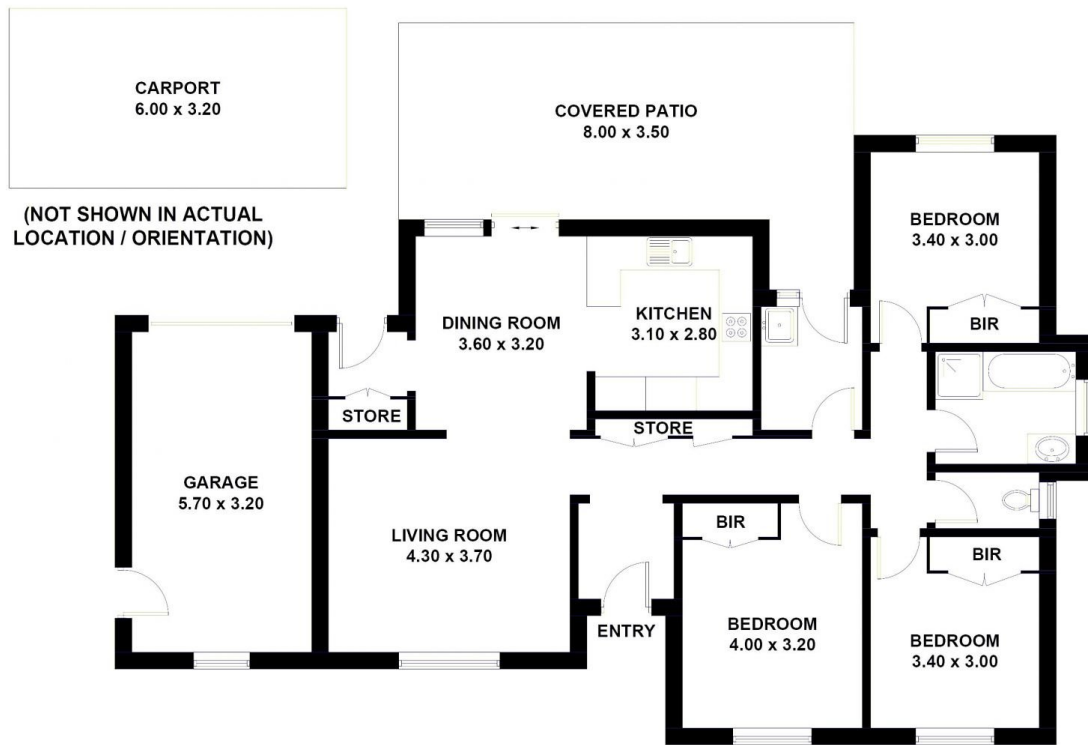 CARPORT
6.00 x 3.20
(NOT SHOWN IN ACTUAL
LOCATION / ORIENTATION)
COVERED PATIO
8.00 x 3.50
BEDROOM
3.40 x 3.00
BIR
DINING ROOM
3.60 x 3.20
KITCHEN
3.10 x 2.80
STORE
STORE
GARAGE
5.70 x 3.20
LIVING ROOM
4.30 x 3.70
ENTRY
BIR
BEDROOM
4.00 x 3.20
BIR
BEDROOM
3.40 x 3.00